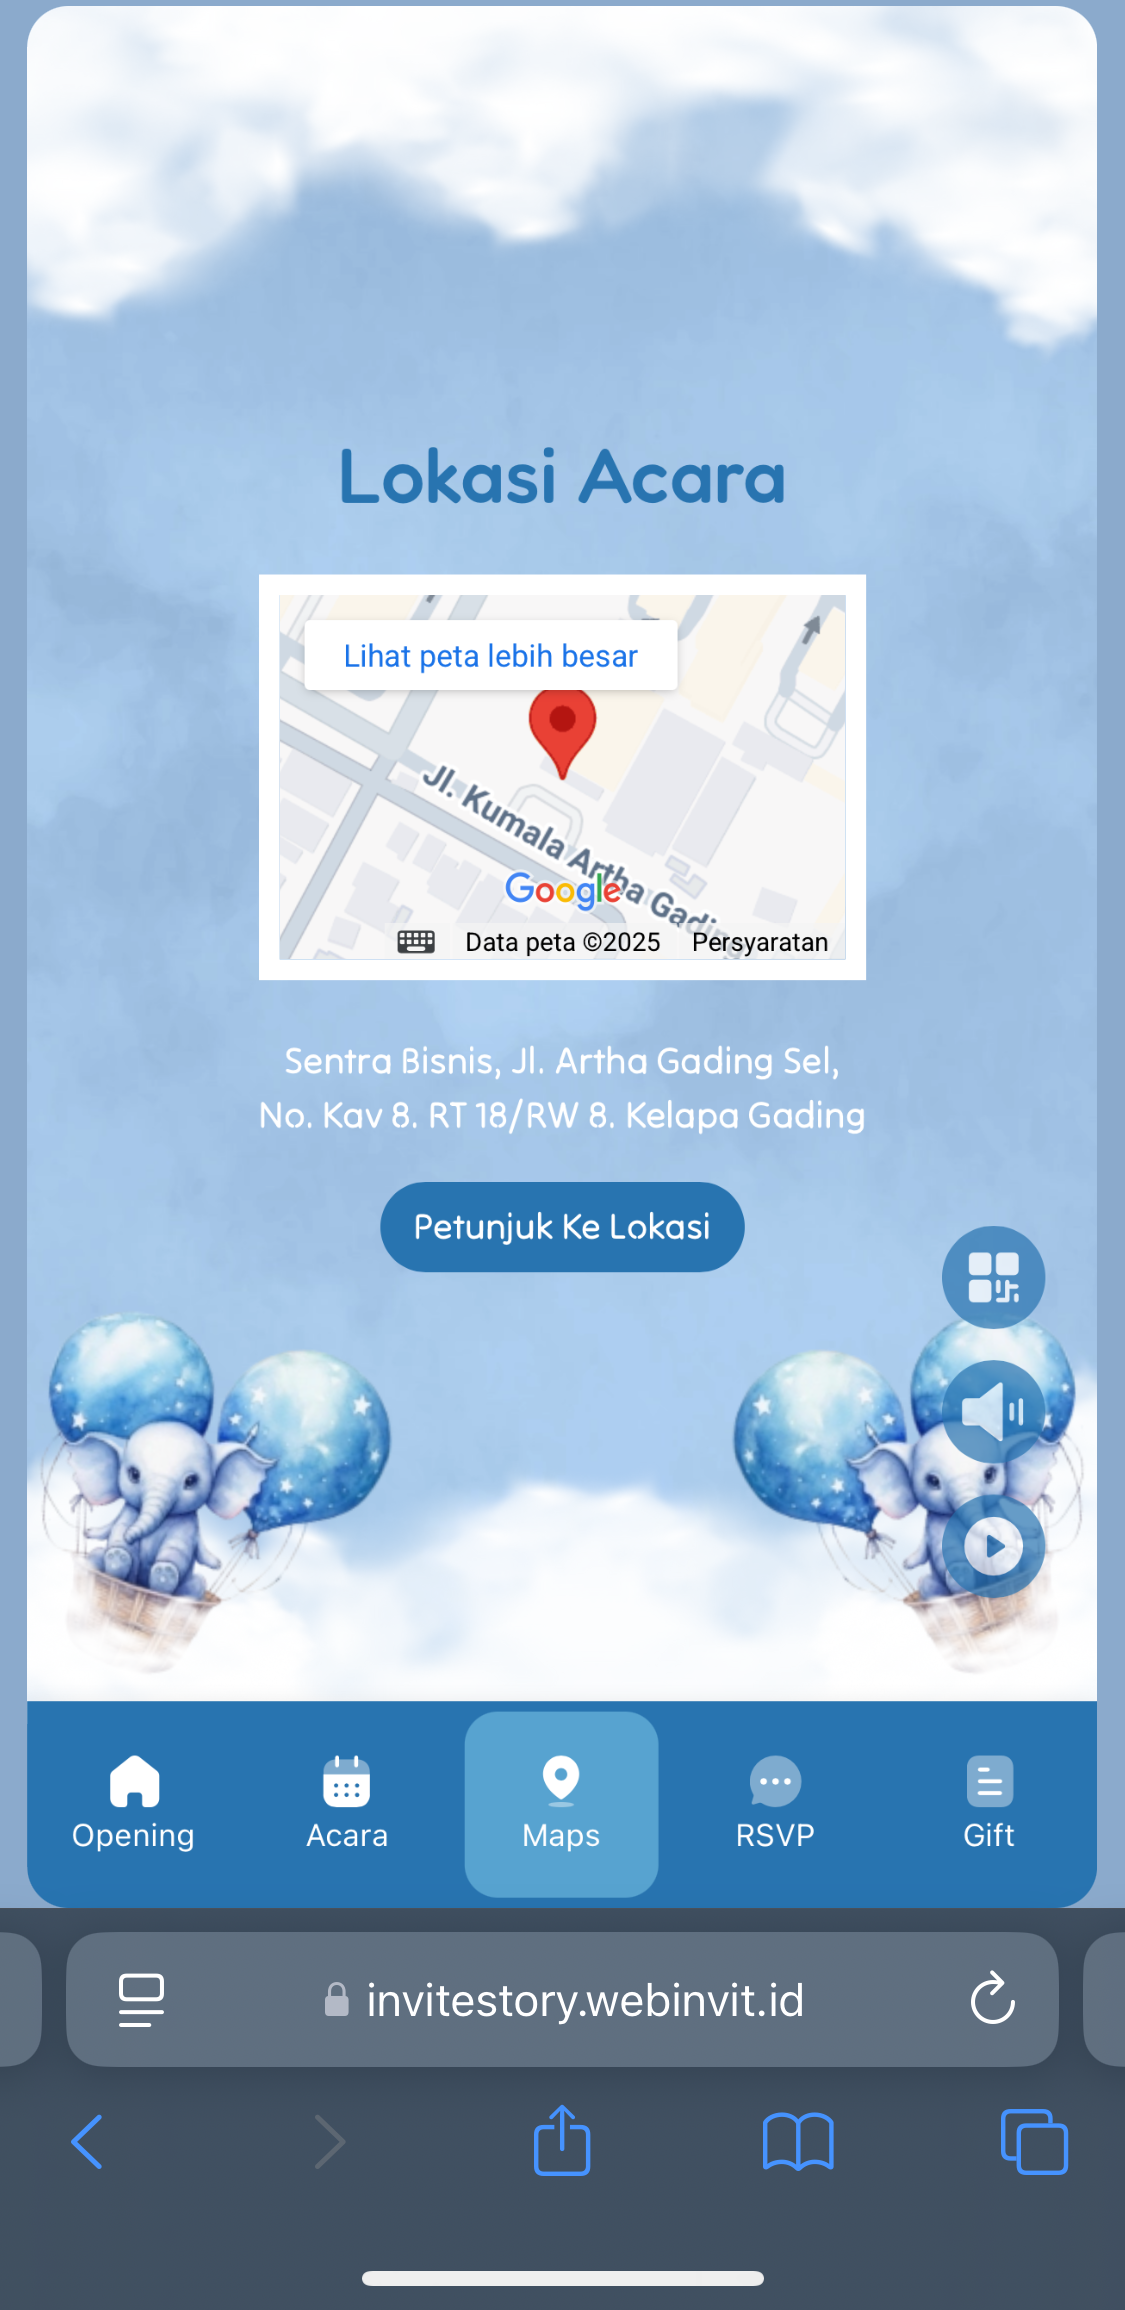 Lokasi Acara
Lihat peta lebih besar
Jl. Kumala Artha Gading
Google
Data peta ©2025 Persyaratan
Sentra Bisnis, Jl. Artha Gading Sel,
No. Kav 8. RT 18/RW 8. Kelapa Gading
Petunjuk Ke Lokasi
Opening Acara Maps RSVP Gift
invitestory.webinvit.id